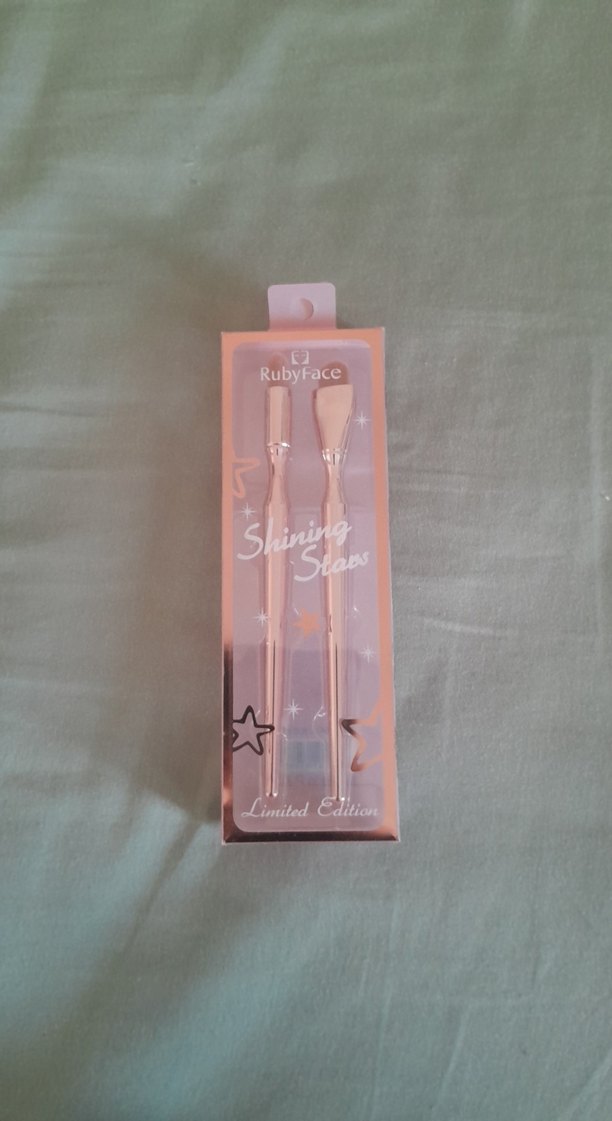 RubyFace
Shining
Stars
Limited Edition